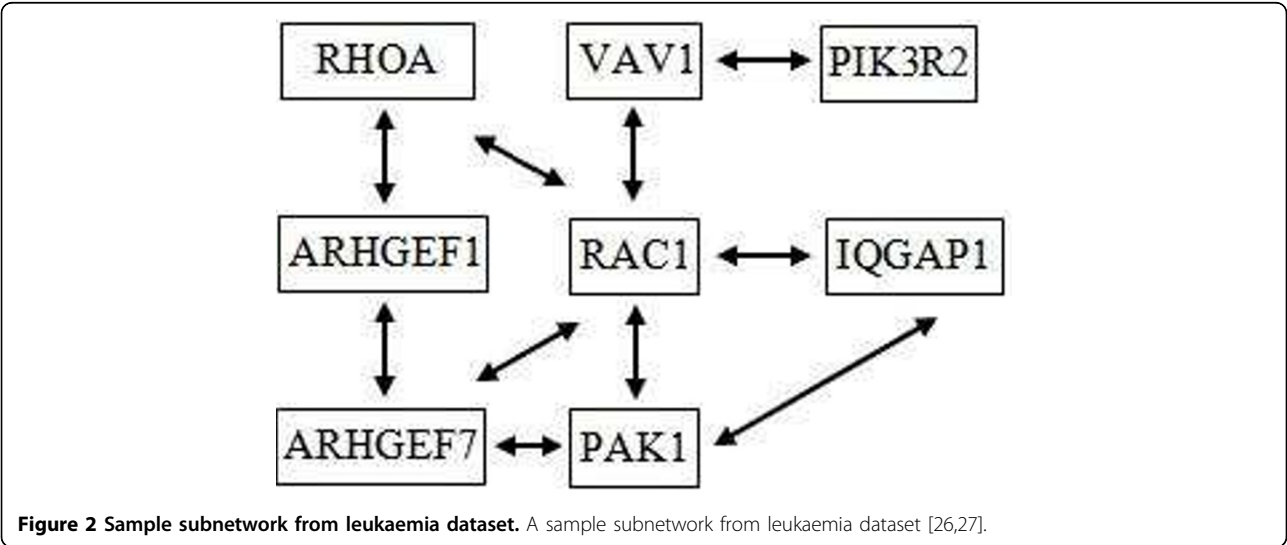 RHOA
VAV1
PIK3R2
ARHGEF1
RAC1
IQGAP1
ARHGEF7
PAK1
Figure 2 Sample subnetwork from leukaemia dataset. A sample subnetwork from leukaemia dataset [26,27].